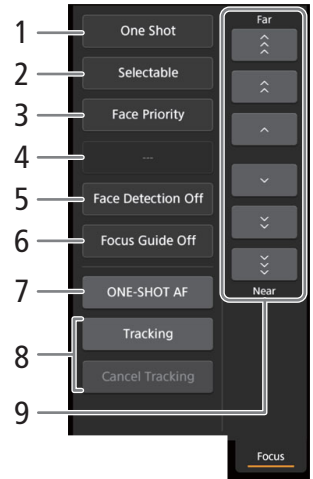 Far
1 One Shot
2 Selectable
3 Face Priority
4 ---
5 Face Detection Off
6 Focus Guide Off
7 ONE-SHOT AF
Near
8 Tracking
Cancel Tracking
9
Focus